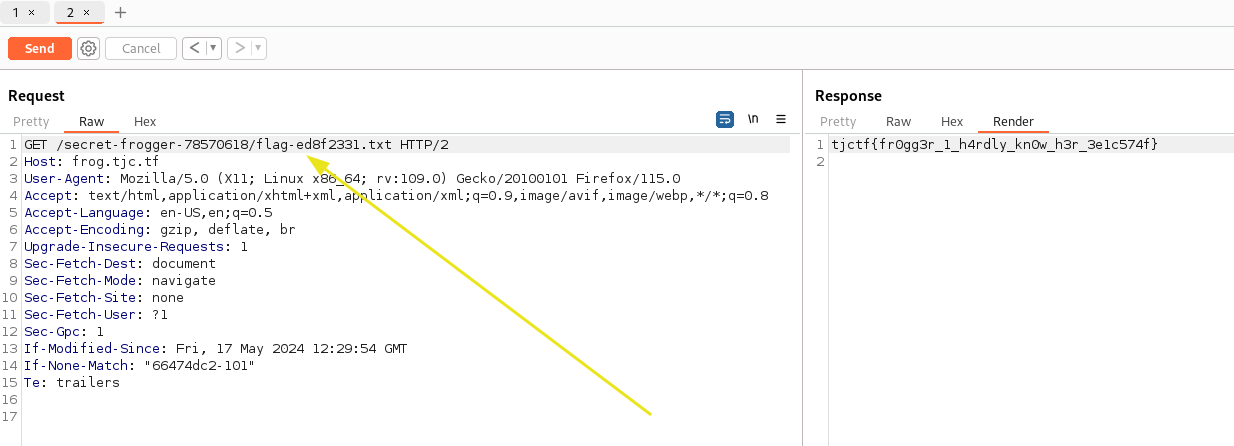 1 × 2 × +
Send Cancel < >
Request
Pretty Raw Hex \n
1 GET /secret-frogger-78570618/flag-ed8f2331.txt HTTP/2
2 Host: frog.tjc.tf
3 User-Agent: Mozilla/5.0 (X11; Linux x86_64; rv:109.0) Gecko/20100101 Firefox/115.0
4 Accept: text/html,application/xhtml+xml,application/xml;q=0.9,image/avif,image/webp,*/*;q=0.8
5 Accept-Language: en-US,en;q=0.5
6 Accept-Encoding: gzip, deflate, br
7 Upgrade-Insecure-Requests: 1
8 Sec-Fetch-Dest: document
9 Sec-Fetch-Mode: navigate
10 Sec-Fetch-Site: none
11 Sec-Fetch-User: ?1
12 Sec-Gpc: 1
13 If-Modified-Since: Fri, 17 May 2024 12:29:54 GMT
14 If-None-Match: "66474dc2-101"
15 Te: trailers
16
17
Response
Pretty Raw Hex Render
1 tjctf{fr0gg3r_1_h4rdly_kn0w_h3r_3e1c574f}
2